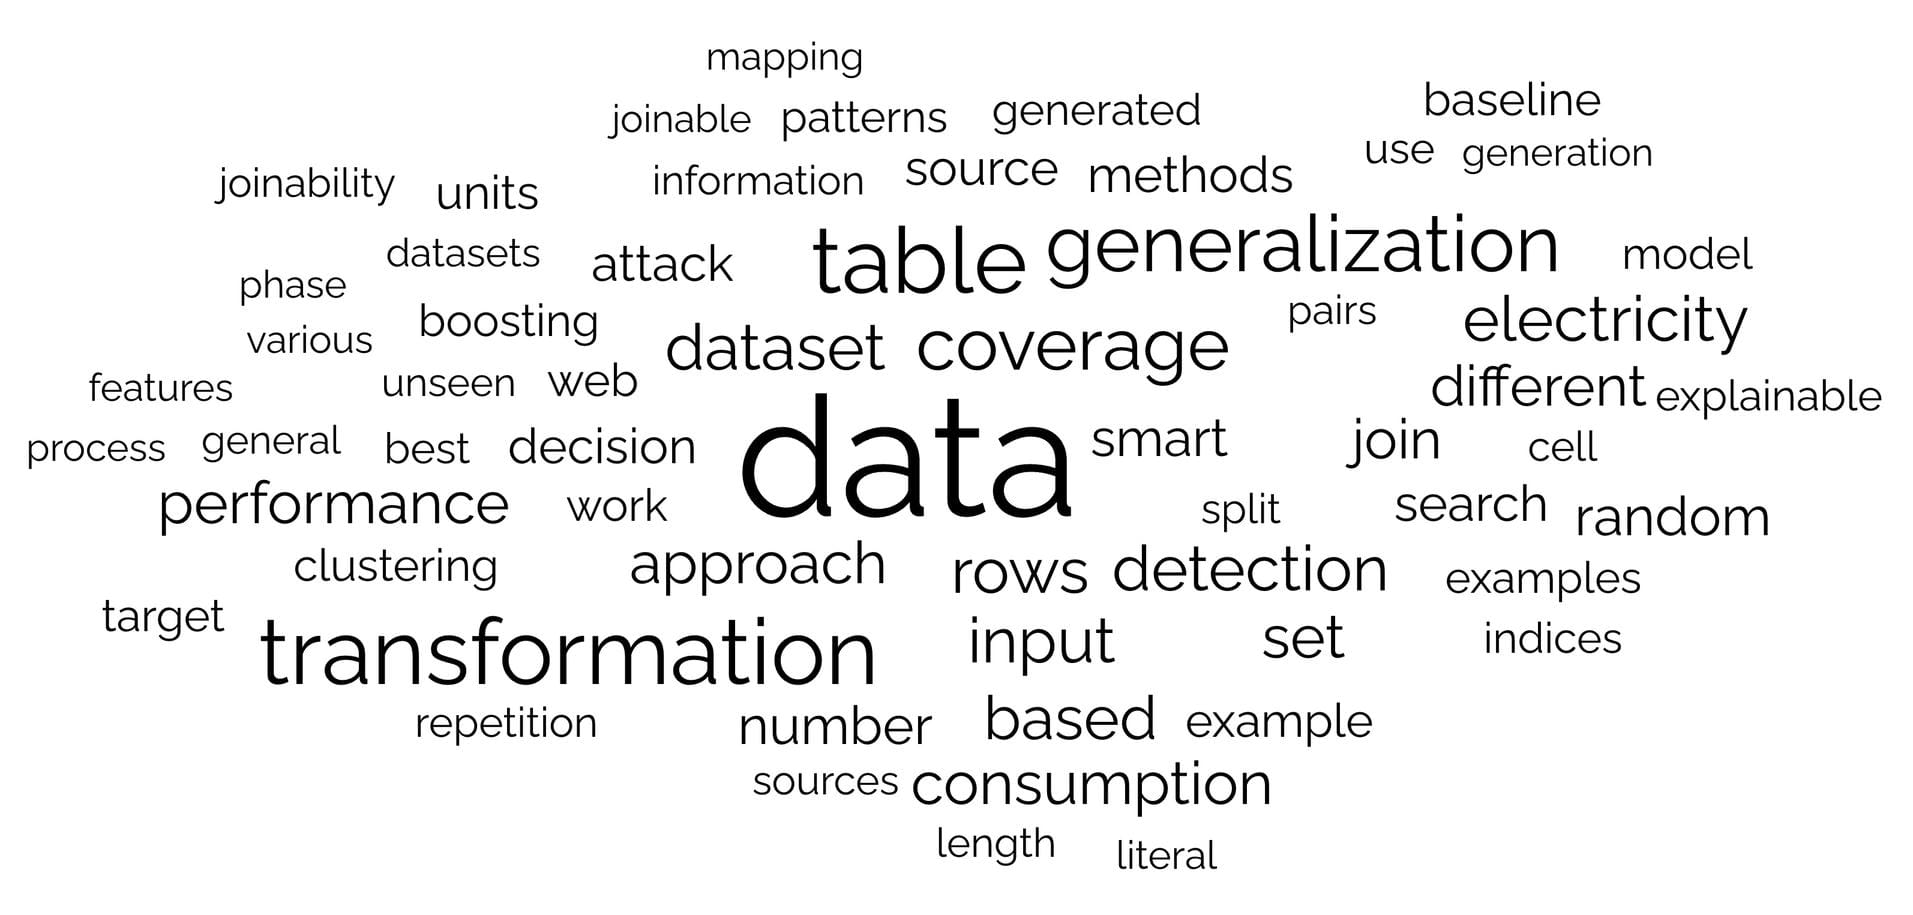 mapping
joinable patterns generated baseline
use generation
joinability units information source methods
datasets attack table generalization model
phase
various boosting dataset coverage pairs electricity
features unseen web different explainable
process general best decision data smart join cell
performance work split search random
clustering approach rows detection examples
target transformation input set indices
repetition number based example
sources consumption
length literal